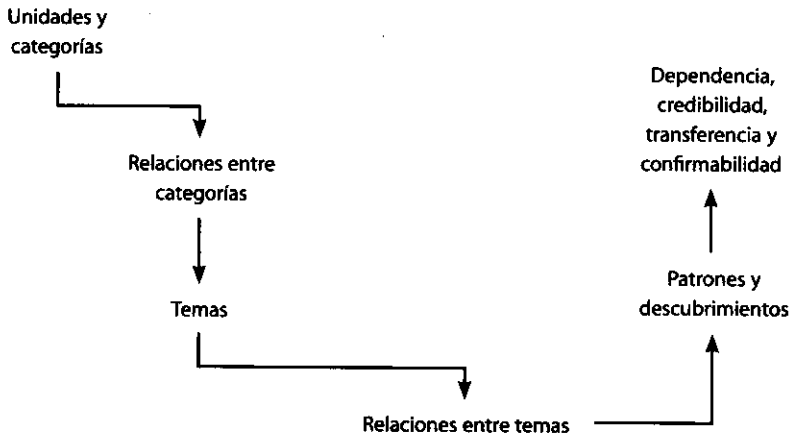 Unidades y
categorías
Relaciones entre
categorías
Temas
Relaciones entre temas
Patrones y
descubrimientos
Dependencia,
credibilidad,
transferencia y
confirmabilidad